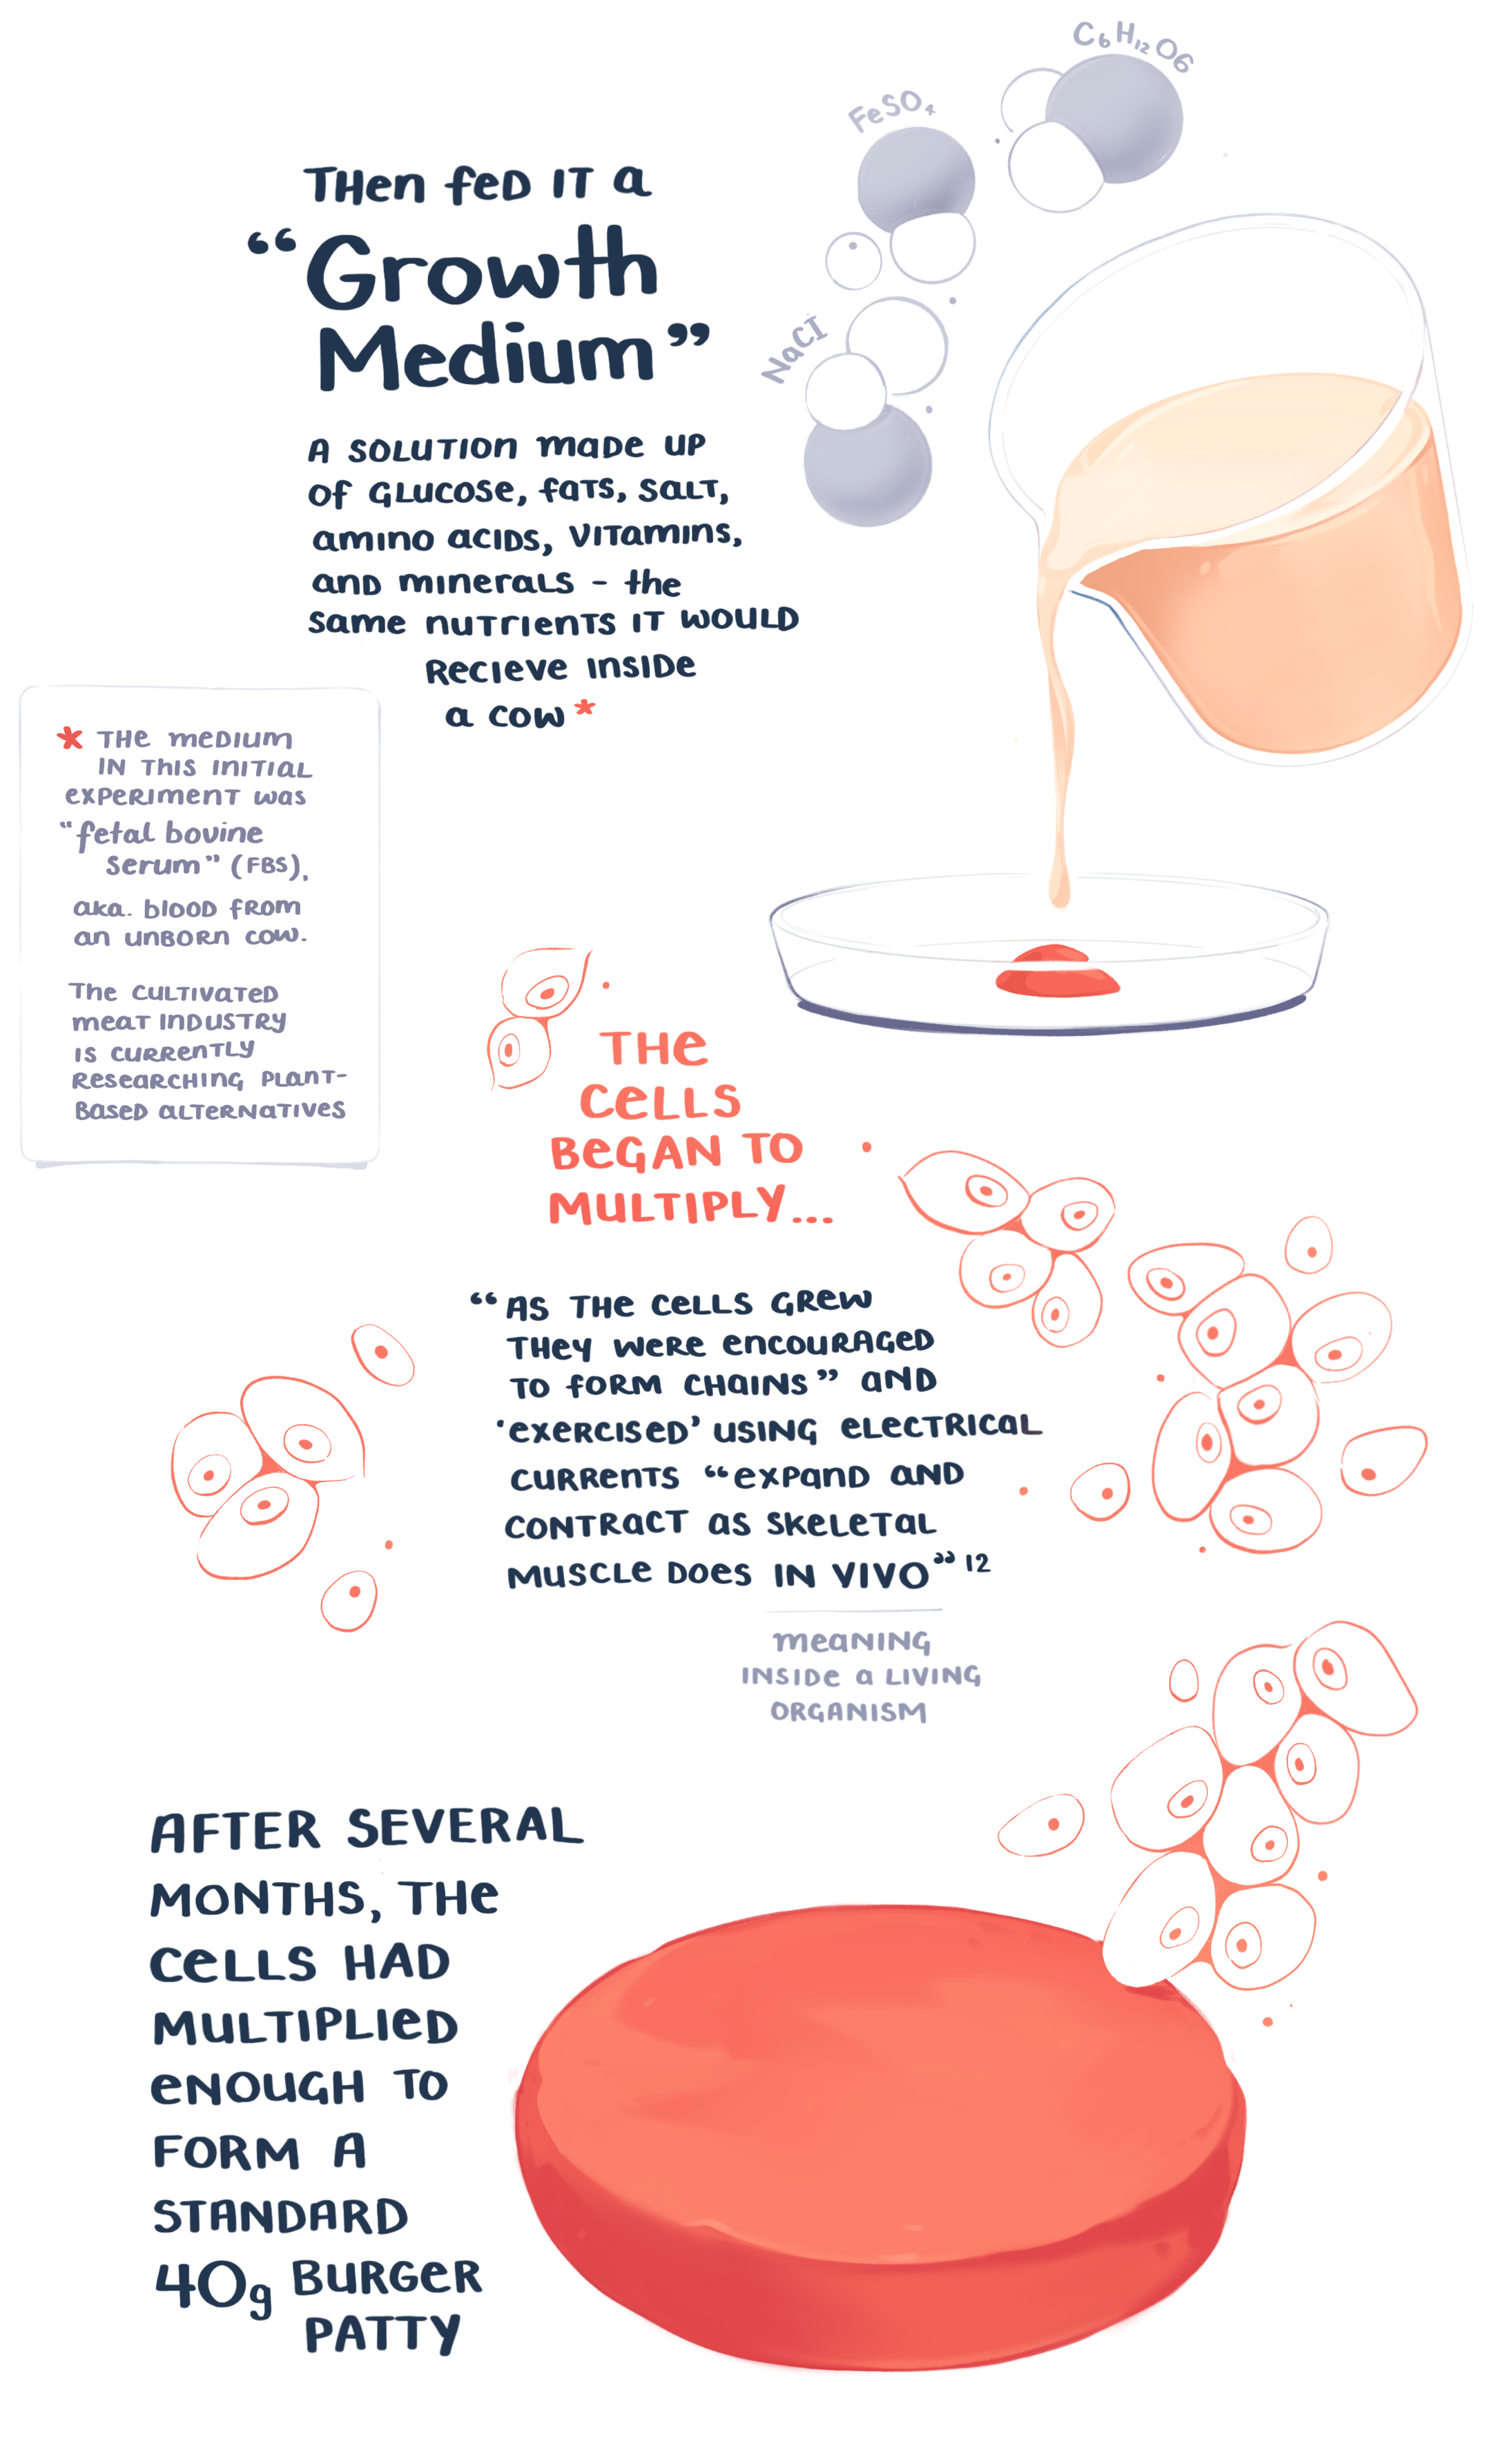 C6H12O6
FeSO4
THen feD IT a
“Growth
Medium”
NaCl
A SOLUTION maDe UP
Of GLUCOSe, faTS, SaLT,
amino aciDS, VITamins,
anD mineraLS - the
Same nuTrienTS IT WOULD
Recieve insiDe
a cow *
* THe meDium
IN THis iniTiaL
exPeRimenT was
“fetal bovine
serum” (FBS),
aka. bLOOD fROM
an unBORn cow.
The CuLTIVaTeD
meaT INDUSTRY
is cuRRenTLY
ReSeaRCHING PLanT-
BaseD aLTeRNaTIVeS
THe
CeLLS
BeGAN TO
MULTIPLY...
“AS THe CeLLS GRew
THey weRe enCOURAGeD
TO fORM CHaINS” aND
‘exeRCISeD’ USING eLeCTRICaL
CURRenTS “exPanD aND
CONTRaCT as SKeLeTaL
MUSCLe DOes IN VIVO” 12
meaNING
INSIDe a LIVING
ORGaNISM
AFTER SEVERAL
MONTHS, THe
CeLLS HAD
MULTIPLIeD
eNOUGH TO
FORM A
STANDARD
40g BURGeR
PATTY